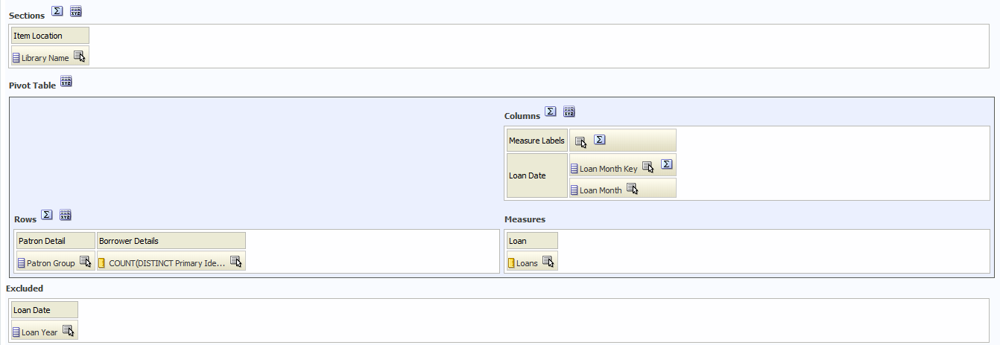 Sections
Item Location
Library Name
Pivot Table
Columns
Measure Labels
Loan Date
Loan Month Key
Loan Month
Rows
Measures
Patron Detail
Borrower Details
Loan
Patron Group
COUNT(DISTINCT Primary Ide...
Loans
Excluded
Loan Date
Loan Year